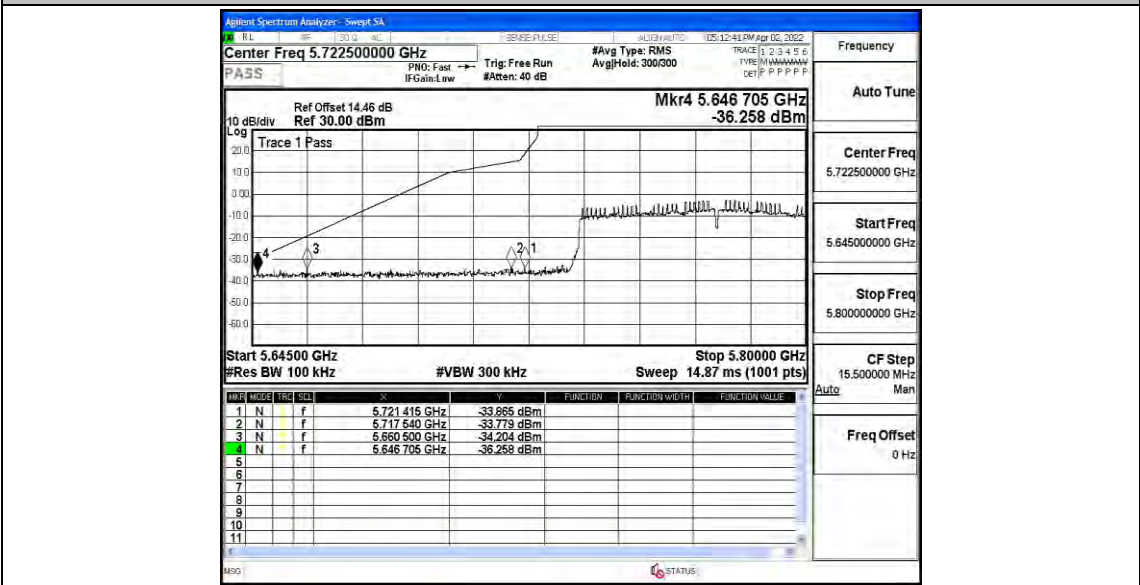 Agilent Spectrum Analyzer - Swept SA
RL RF 50 Ω AC SENSE:PULSE ALIGN AUTO 05:12:41 PM Apr 02, 2022
Center Freq 5.722500000 GHz #Avg Type: RMS TRACE 1 2 3 4 5 6
PASS PNO: Fast Trig: Free Run Avg|Hold: 300/300 TYPE M WWWWW
IFGain:Low #Atten: 40 dB DET P P P P P P
Ref Offset 14.46 dB Mkr4 5.646 705 GHz
10 dB/div Ref 30.00 dBm -36.258 dBm
Log
Trace 1 Pass
20.0
10.0
0.00
-10.0
-20.0
-30.0
-40.0
-50.0
-60.0
4 3 2 1
Start 5.64500 GHz Stop 5.80000 GHz
#Res BW 100 kHz #VBW 300 kHz Sweep 14.87 ms (1001 pts)
MKR MODE TRC SCL X Y FUNCTION FUNCTION WIDTH FUNCTION VALUE
1 N f 5.721 415 GHz -33.865 dBm
2 N f 5.717 540 GHz -33.779 dBm
3 N f 5.660 500 GHz -34.204 dBm
4 N f 5.646 705 GHz -36.258 dBm
5
6
7
8
9
10
11
MSG STATUS
Frequency
Auto Tune
Center Freq
5.722500000 GHz
Start Freq
5.645000000 GHz
Stop Freq
5.800000000 GHz
CF Step
15.500000 MHz
Auto Man
Freq Offset
0 Hz